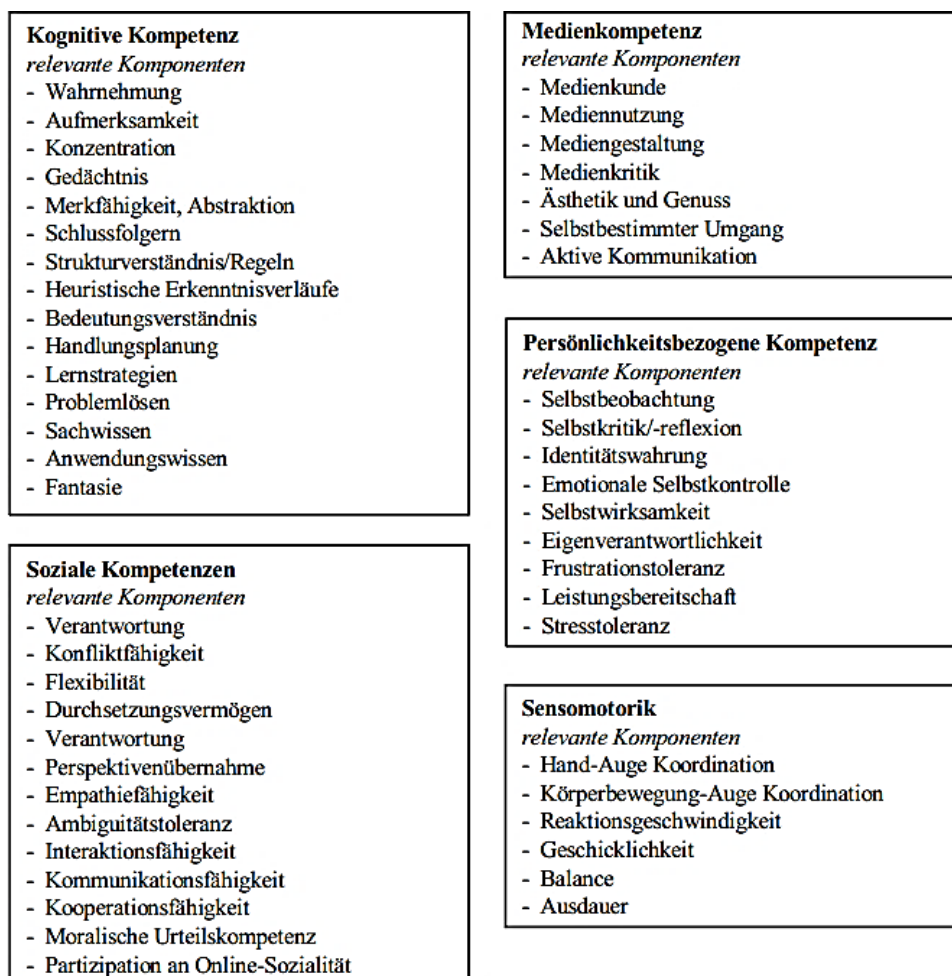 Kognitive Kompetenz
relevante Komponenten
- Wahrnehmung
- Aufmerksamkeit
- Konzentration
- Gedächtnis
- Merkfähigkeit, Abstraktion
- Schlussfolgern
- Strukturverständnis/Regeln
- Heuristische Erkenntnisverläufe
- Bedeutungsverständnis
- Handlungsplanung
- Lernstrategien
- Problemlösen
- Sachwissen
- Anwendungswissen
- Fantasie
Soziale Kompetenzen
relevante Komponenten
- Verantwortung
- Konfliktfähigkeit
- Flexibilität
- Durchsetzungsvermögen
- Verantwortung
- Perspektivenübernahme
- Empathiefähigkeit
- Ambiguitätstoleranz
- Interaktionsfähigkeit
- Kommunikationsfähigkeit
- Kooperationsfähigkeit
- Moralische Urteilskompetenz
- Partizipation an Online-Sozialität
Medienkompetenz
relevante Komponenten
- Medienkunde
- Mediennutzung
- Mediengestaltung
- Medienkritik
- Ästhetik und Genuss
- Selbstbestimmter Umgang
- Aktive Kommunikation
Persönlichkeitsbezogene Kompetenz
relevante Komponenten
- Selbstbeobachtung
- Selbstkritik/-reflexion
- Identitätswahrung
- Emotionale Selbstkontrolle
- Selbstwirksamkeit
- Eigenverantwortlichkeit
- Frustrationstoleranz
- Leistungsbereitschaft
- Stresstoleranz
Sensomotorik
relevante Komponenten
- Hand-Auge Koordination
- Körperbewegung-Auge Koordination
- Reaktionsgeschwindigkeit
- Geschicklichkeit
- Balance
- Ausdauer